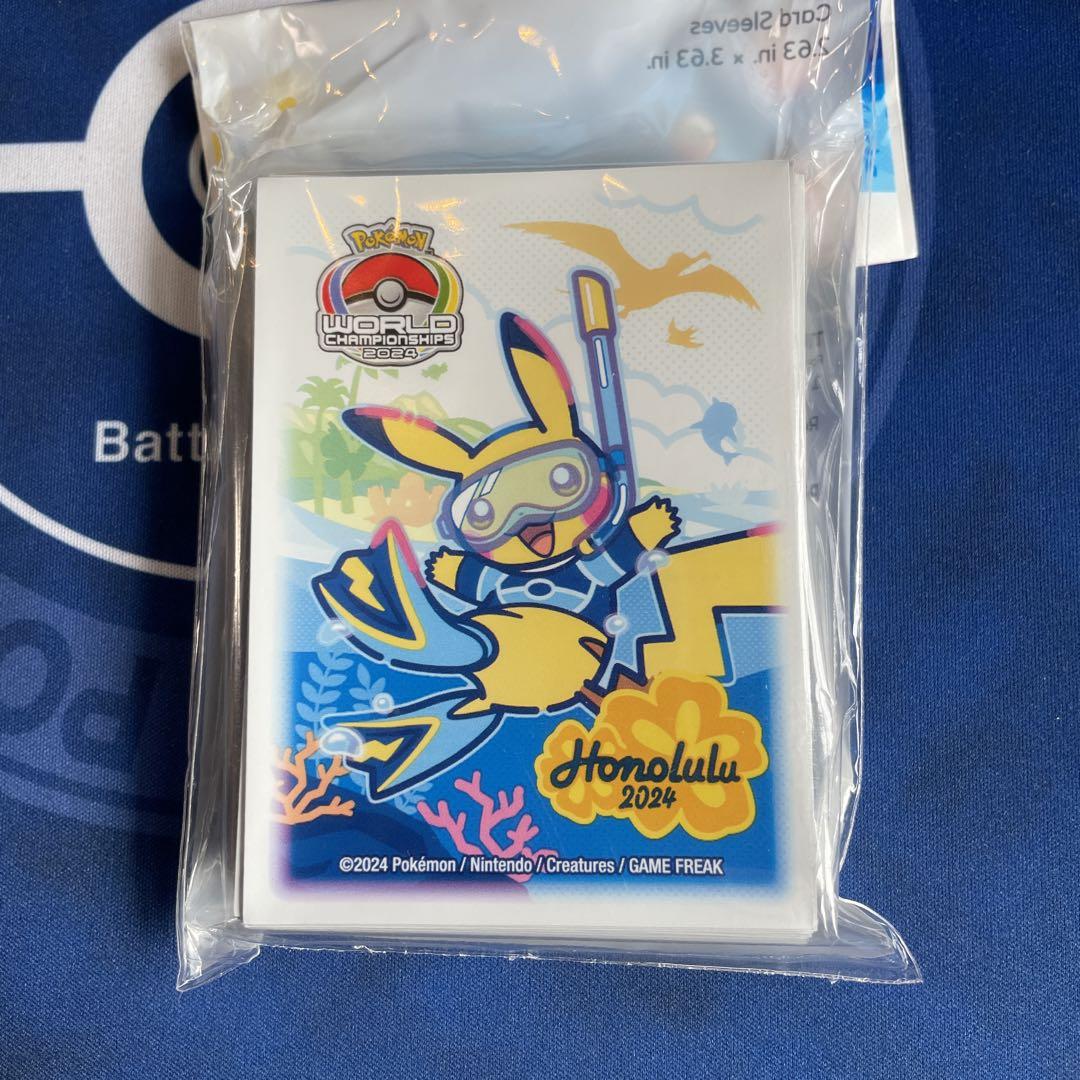 Card Sleeves
2.63 in. × 3.63 in.
POKÉMON
WORLD
CHAMPIONSHIPS
2024
Batt
Honolulu
2024
©2024 Pokémon / Nintendo / Creatures / GAME FREAK